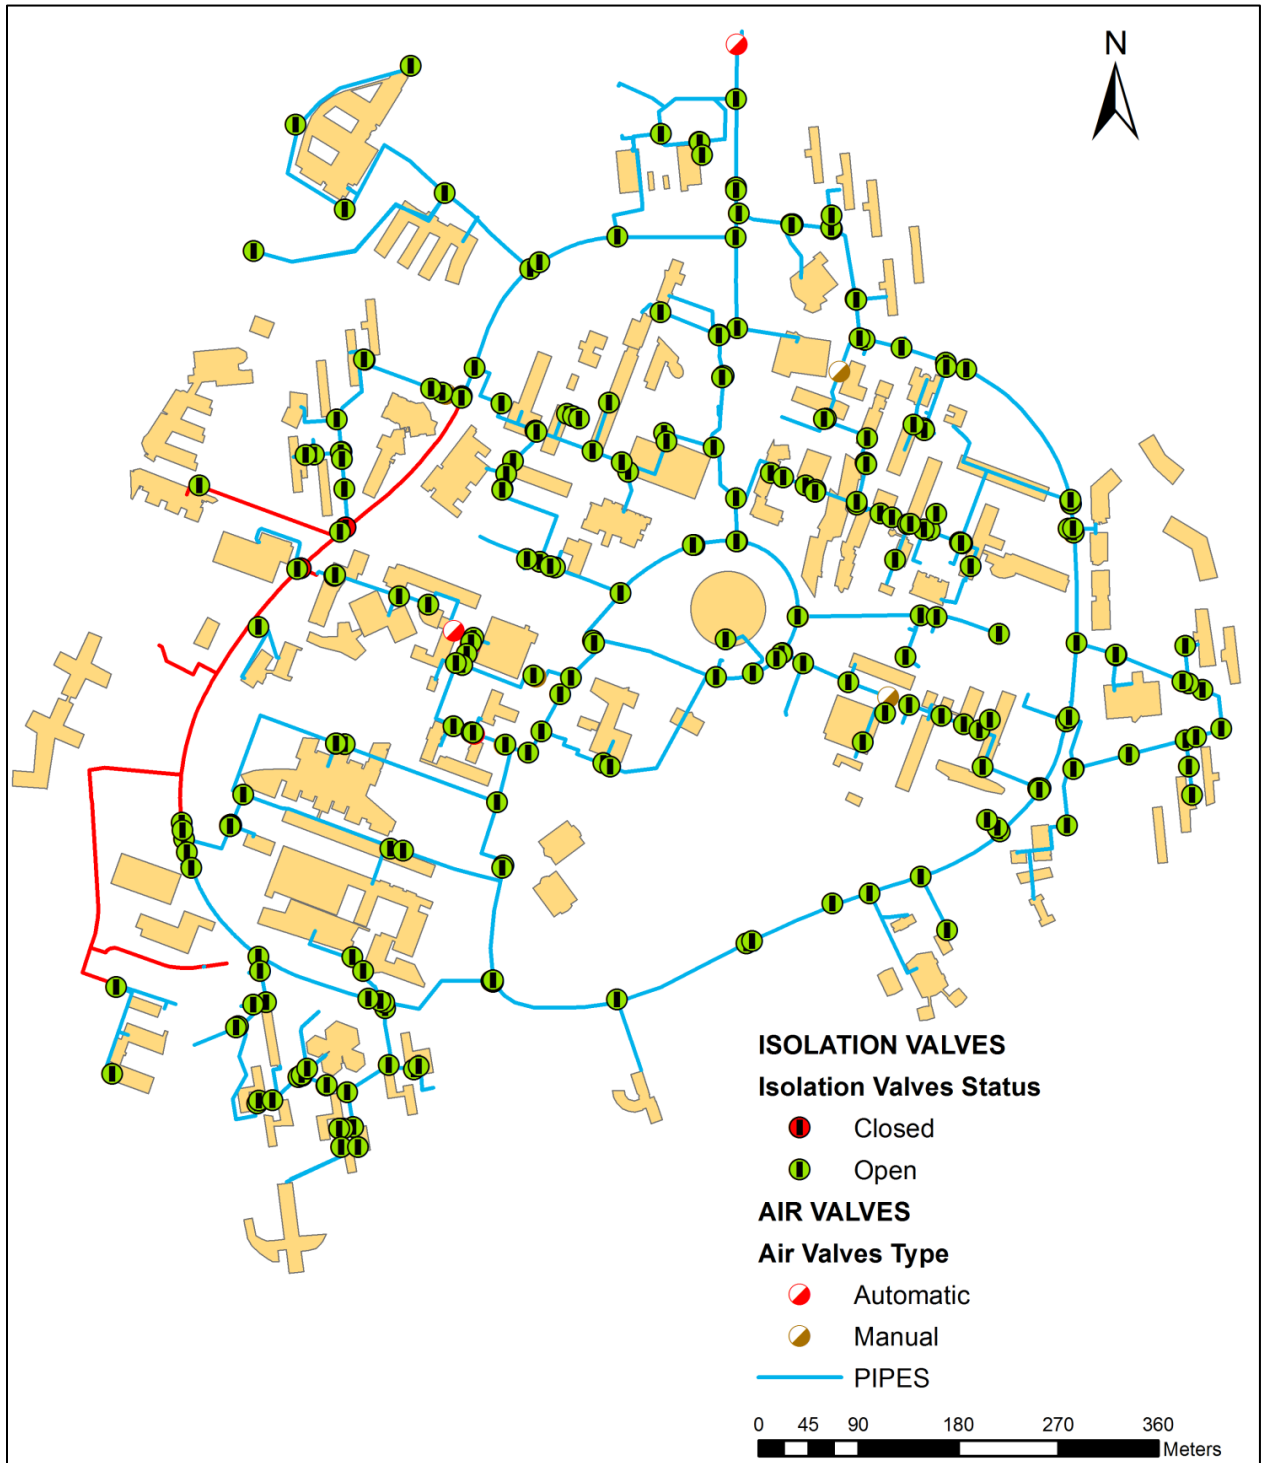 N
ISOLATION VALVES
Isolation Valves Status
Closed
Open
AIR VALVES
Air Valves Type
Automatic
Manual
PIPES
0 45 90 180 270 360
Meters